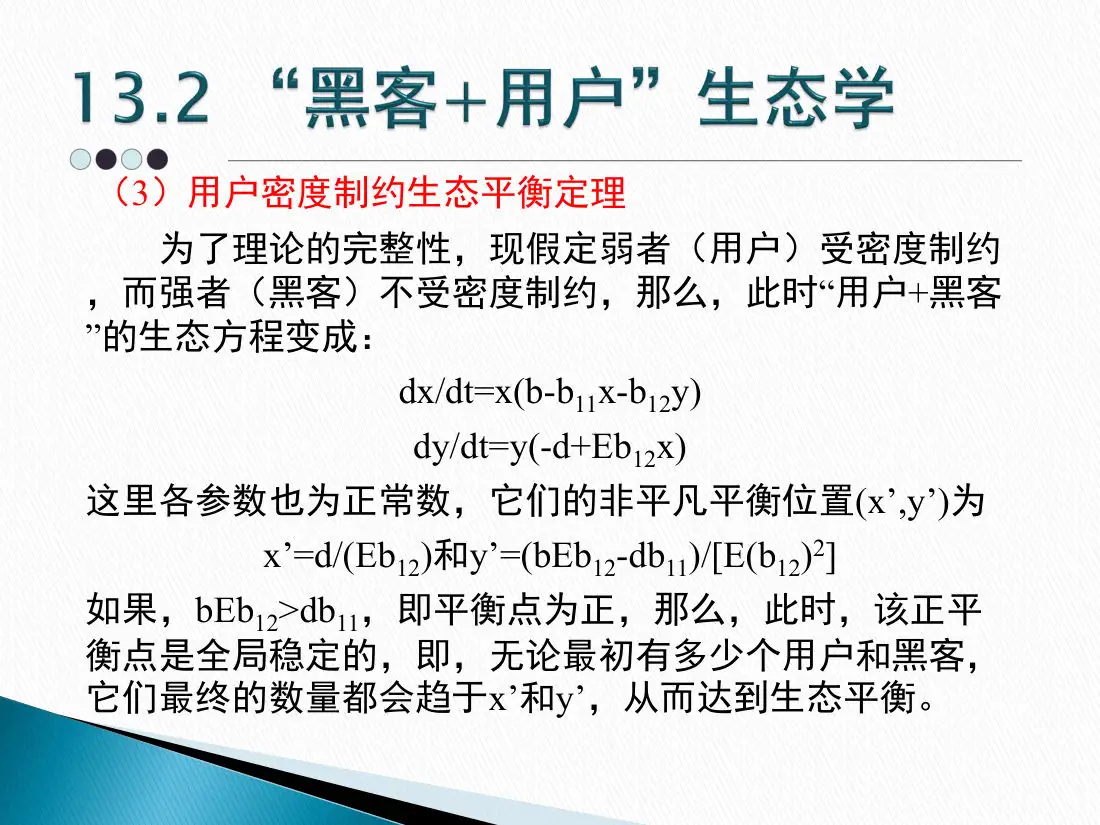 13.2 “黑客+用户”生态学
（3）用户密度制约生态平衡定理
为了理论的完整性，现假定弱者（用户）受密度制约
，而强者（黑客）不受密度制约，那么，此时“用户+黑客
”的生态方程变成：
dx/dt=x(b-b₁₁x-b₁₂y)
dy/dt=y(-d+Eb₁₂x)
这里各参数也为正常数，它们的非平凡平衡位置(x’,y’)为
x’=d/(Eb₁₂)和y’=(bEb₁₂-db₁₁)/[E(b₁₂)²]
如果，bEb₁₂>db₁₁，即平衡点为正，那么，此时，该正平
衡点是全局稳定的，即，无论最初有多少个用户和黑客，
它们最终的数量都会趋于x’和y’，从而达到生态平衡。